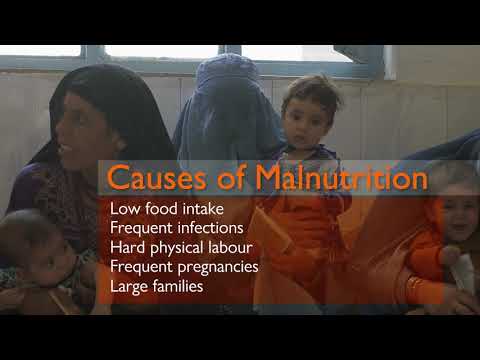 Causes of Malnutrition
Low food intake
Frequent infections
Hard physical labour
Frequent pregnancies
Large families